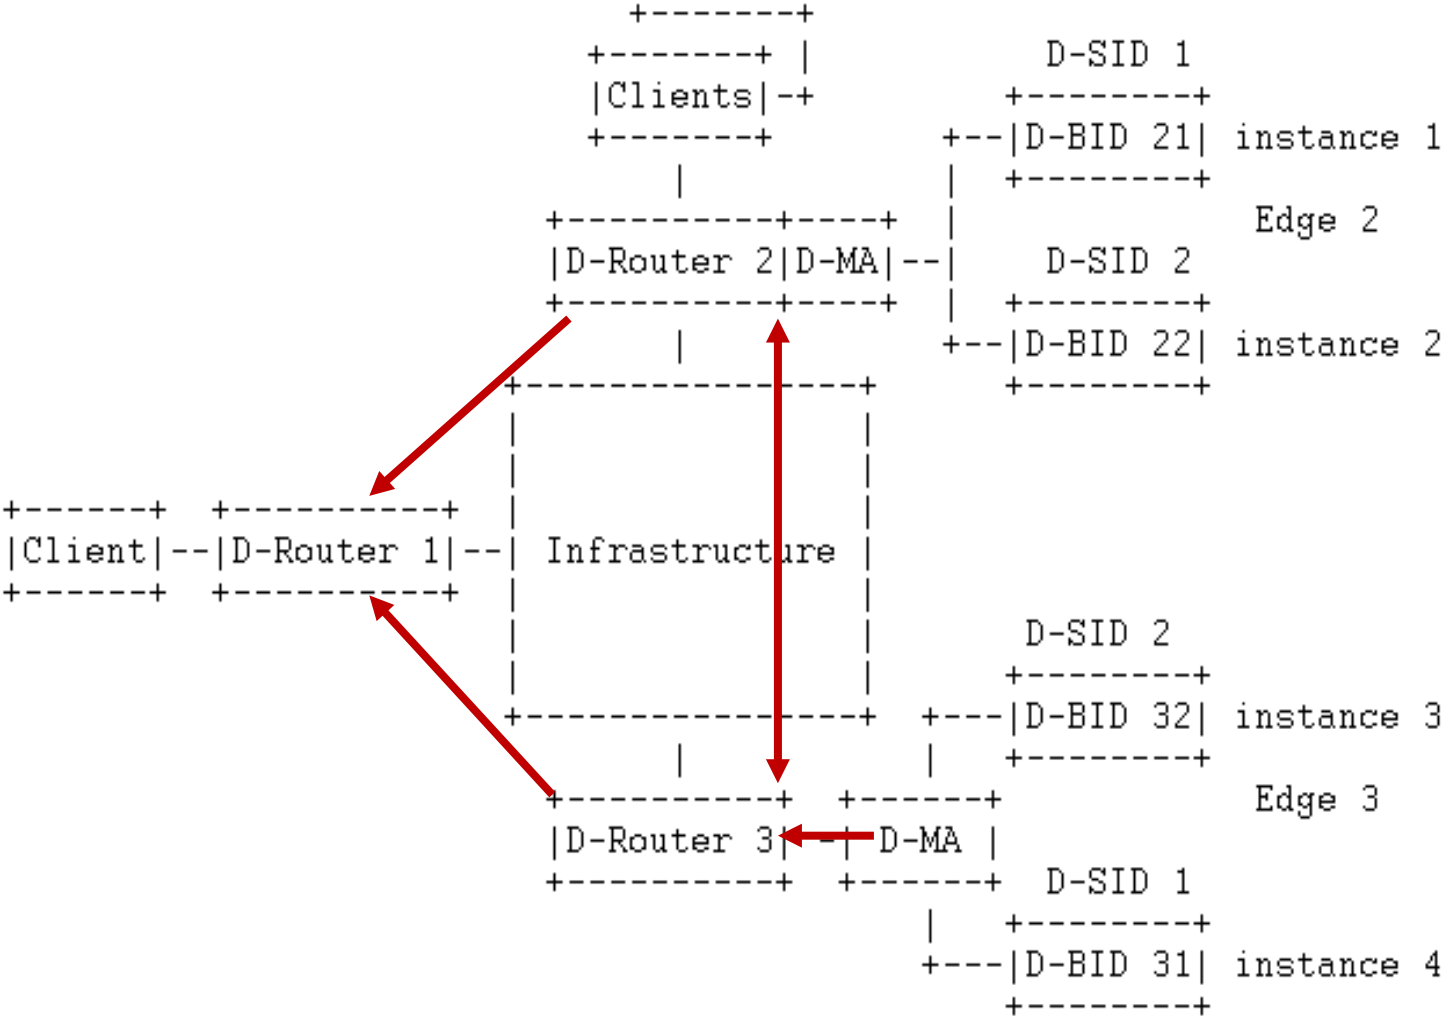 D-SID 1
Clients
D-BID 21 instance 1
Edge 2
D-Router 2 D-MA D-SID 2
D-BID 22 instance 2
Client D-Router 1 Infrastructure
D-SID 2
D-BID 32 instance 3
Edge 3
D-Router 3 D-MA
D-SID 1
D-BID 31 instance 4